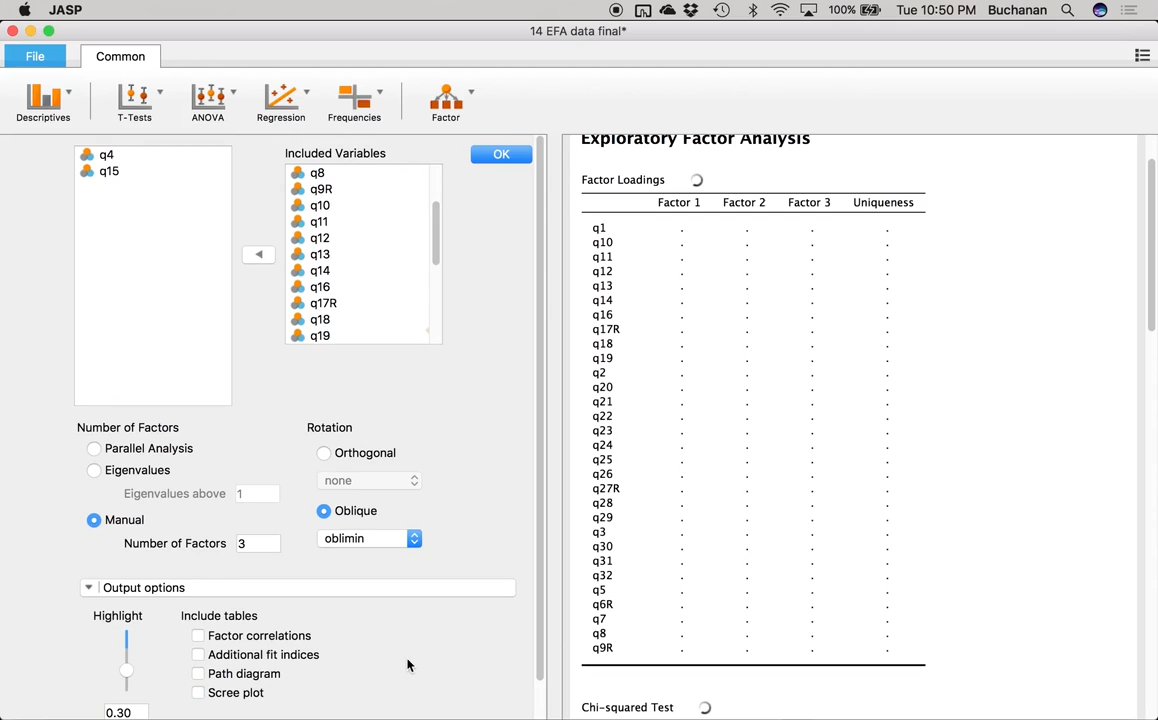 JASP
100%
Tue 10:50 PM
Buchanan
14 EFA data final*
File
Common
Descriptives
T-Tests
ANOVA
Regression
Frequencies
Factor
q4
q15
Included Variables
q8
q9R
q10
q11
q12
q13
q14
q16
q17R
q18
q19
OK
Number of Factors
Parallel Analysis
Eigenvalues
Eigenvalues above 1
Manual
Number of Factors 3
Rotation
Orthogonal
none
Oblique
oblimin
Output options
Highlight
0.30
Include tables
Factor correlations
Additional fit indices
Path diagram
Scree plot
Exploratory Factor Analysis
Factor Loadings
Factor 1 Factor 2 Factor 3 Uniqueness
q1 . . . .
q10 . . . .
q11 . . . .
q12 . . . .
q13 . . . .
q14 . . . .
q16 . . . .
q17R . . . .
q18 . . . .
q19 . . . .
q2 . . . .
q20 . . . .
q21 . . . .
q22 . . . .
q23 . . . .
q24 . . . .
q25 . . . .
q26 . . . .
q27R . . . .
q28 . . . .
q29 . . . .
q3 . . . .
q30 . . . .
q31 . . . .
q32 . . . .
q5 . . . .
q6R . . . .
q7 . . . .
q8 . . . .
q9R . . . .
Chi-squared Test